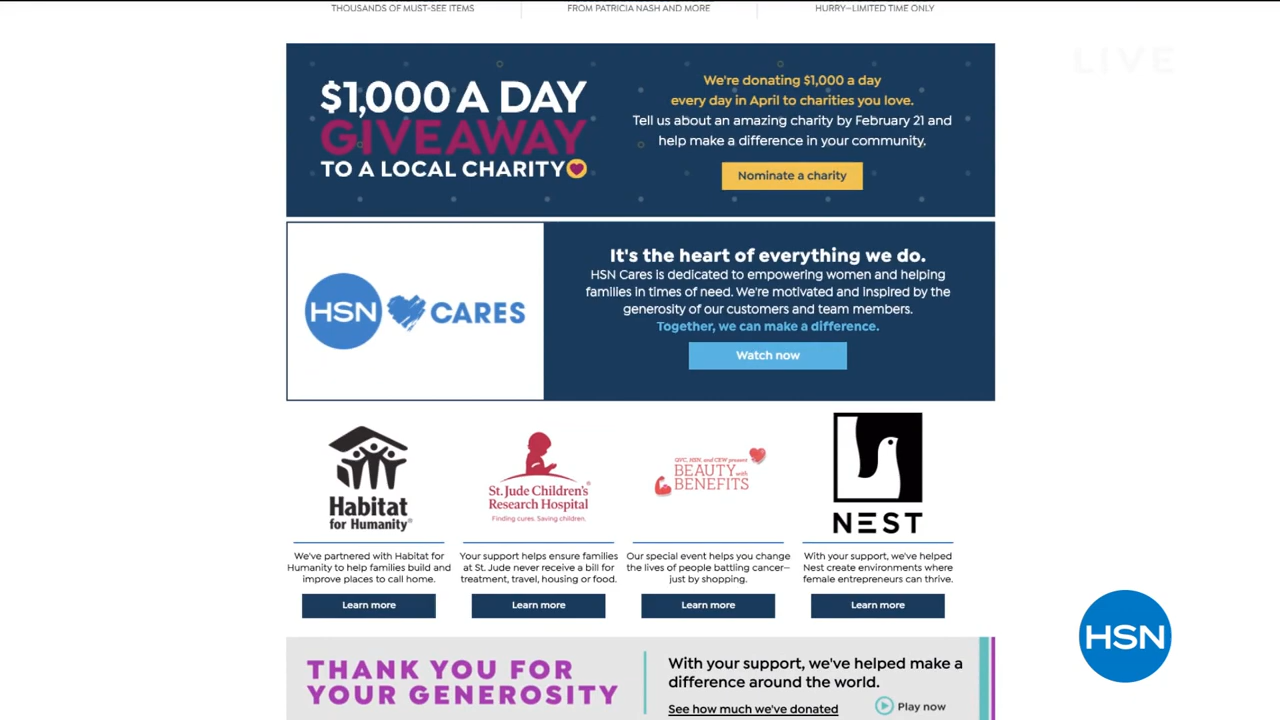 THOUSANDS OF MUST-SEE ITEMS
FROM PATRICIA NASH AND MORE
HURRY—LIMITED TIME ONLY
LIVE
$1,000 A DAY
GIVEAWAY
TO A LOCAL CHARITY
We're donating $1,000 a day
every day in April to charities you love.
Tell us about an amazing charity by February 21 and
help make a difference in your community.
Nominate a charity
HSN CARES
It's the heart of everything we do.
HSN Cares is dedicated to empowering women and helping
families in times of need. We're motivated and inspired by the
generosity of our customers and team members.
Together, we can make a difference.
Watch now
Habitat
for Humanity®
We've partnered with Habitat for
Humanity to help families build and
improve places to call home.
Learn more
St. Jude Children's
Research Hospital®
Finding cures. Saving children.
Your support helps ensure families
at St. Jude never receive a bill for
treatment, travel, housing or food.
Learn more
QVC, HSN, and CEW present
BEAUTY with
BENEFITS
Our special event helps you change
the lives of people battling cancer—
just by shopping.
Learn more
NEST
With your support, we've helped
Nest create environments where
female entrepreneurs can thrive.
Learn more
HSN
THANK YOU FOR
YOUR GENEROSITY
With your support, we've helped make a
difference around the world.
See how much we've donated
Play now